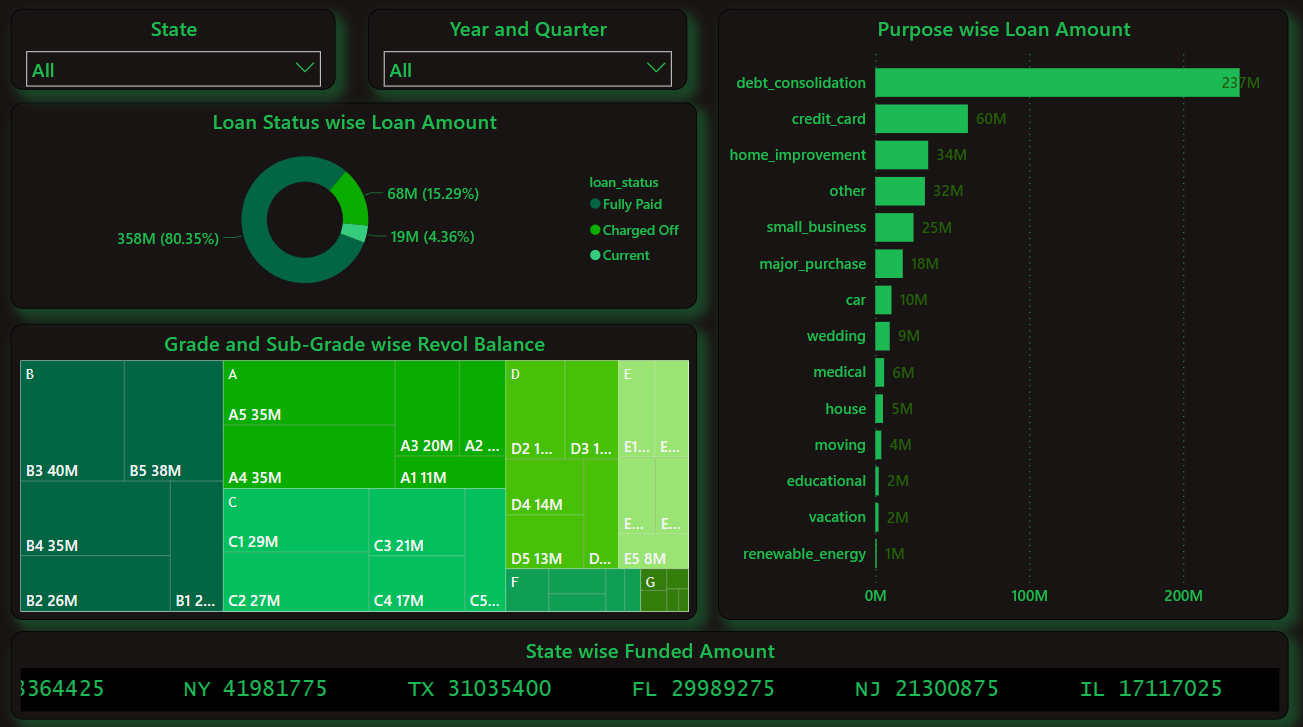 State
All
Year and Quarter
All
Loan Status wise Loan Amount
358M (80.35%)
68M (15.29%)
19M (4.36%)
loan_status
Fully Paid
Charged Off
Current
Grade and Sub-Grade wise Revol Balance
B
B3 40M
B5 38M
B4 35M
B2 26M
B1 2...
A
A5 35M
A4 35M
A3 20M
A2 ...
A1 11M
C
C1 29M
C2 27M
C3 21M
C4 17M
C5...
D
D2 1...
D3 1...
D4 14M
D5 13M
D...
E
E1...
E...
E...
E...
E5 8M
F
G
Purpose wise Loan Amount
debt_consolidation 237M
credit_card 60M
home_improvement 34M
other 32M
small_business 25M
major_purchase 18M
car 10M
wedding 9M
medical 6M
house 5M
moving 4M
educational 2M
vacation 2M
renewable_energy 1M
0M 100M 200M
State wise Funded Amount
364425 NY 41981775 TX 31035400 FL 29989275 NJ 21300875 IL 17117025